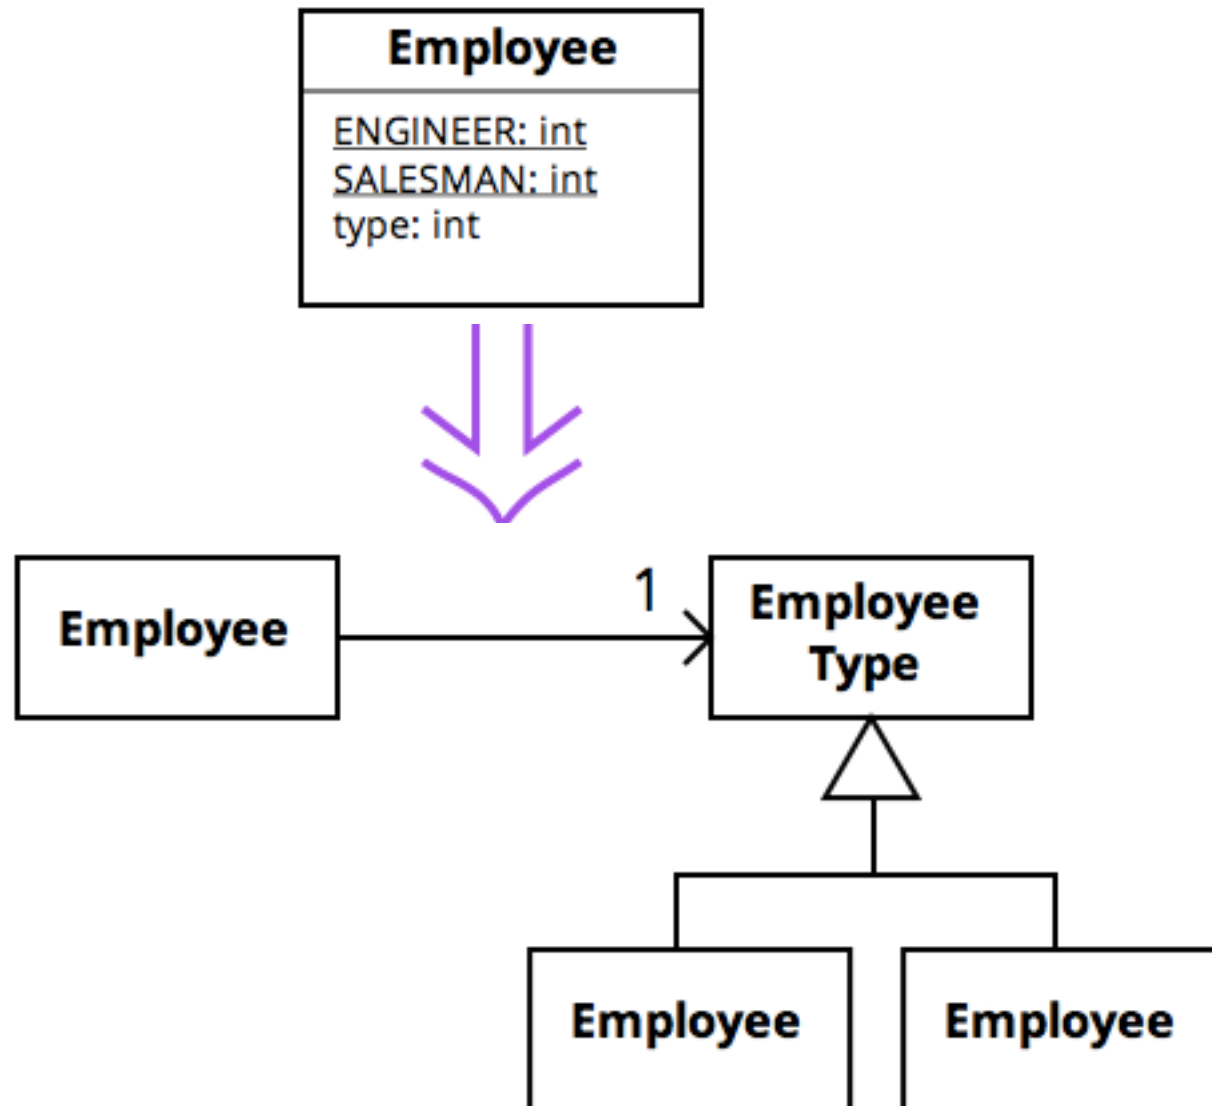 Employee
ENGINEER: int
SALESMAN: int
type: int
1
Employee
Employee
Type
Employee
Employee